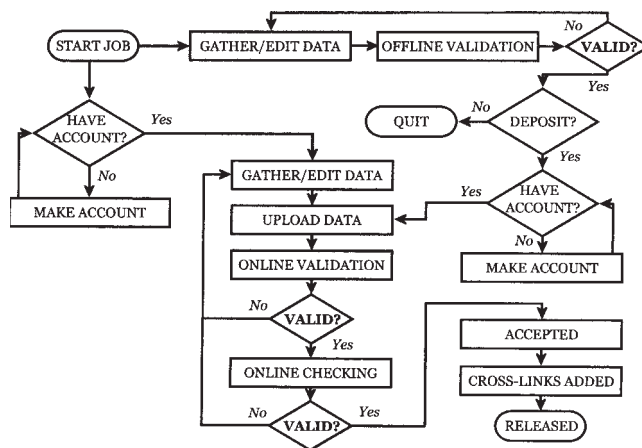 No
START JOB
GATHER/EDIT DATA
OFFLINE VALIDATION
VALID?
Yes
HAVE
ACCOUNT?
Yes
No
QUIT
No
DEPOSIT?
Yes
GATHER/EDIT DATA
MAKE ACCOUNT
UPLOAD DATA
Yes
HAVE
ACCOUNT?
No
ONLINE VALIDATION
MAKE ACCOUNT
No
VALID?
Yes
ACCEPTED
ONLINE CHECKING
CROSS-LINKS ADDED
No
VALID?
Yes
RELEASED